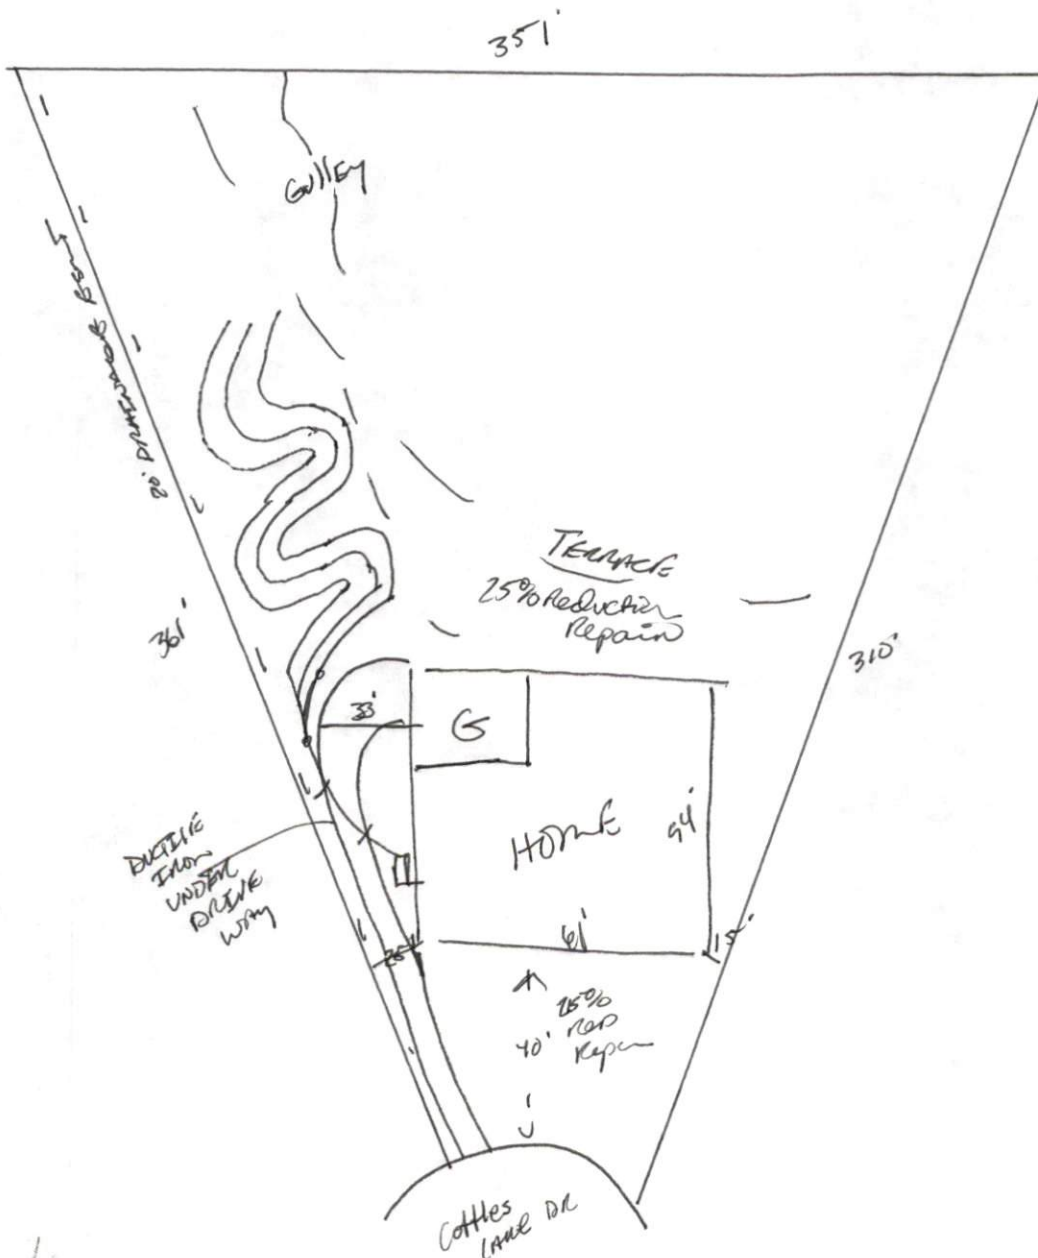 351'
Gulley
20' DRAINAGE Esmt
361'
310'
TERRACE
25% Reduction
Repair
33'
G
HOME
94'
DUCTILE
IRON
UNDER
DRIVE
WAY
61'
15'
25'
25%
Red
40' Repair
Cottles
LAKE DR